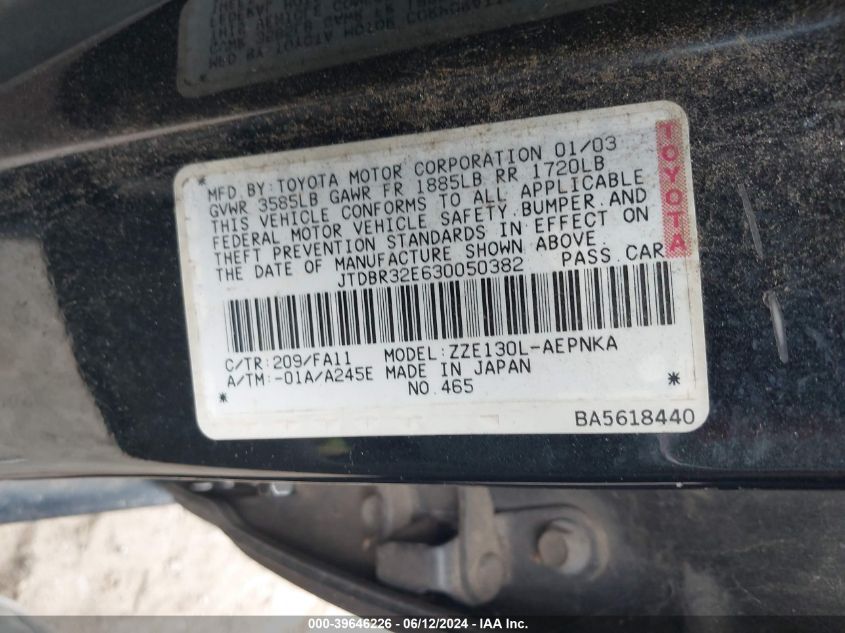 MFD.BY:TOYOTA MOTOR CORPORATION 01/03
GVWR 3585LB GAWR FR 1885LB RR 1720LB
THIS VEHICLE CONFORMS TO ALL APPLICABLE
FEDERAL MOTOR VEHICLE SAFETY,BUMPER,AND
THEFT PREVENTION STANDARDS IN EFFECT ON
THE DATE OF MANUFACTURE SHOWN ABOVE.
JTDBR32E630050382 PASS.CAR
TOYOTA
C/TR:209/FA11 MODEL:ZZE130L-AEPNKA
A/TM:-01A/A245E MADE IN JAPAN
* NO.465 *
BA5618440
000-39646226 - 06/12/2024 - IAAI.com